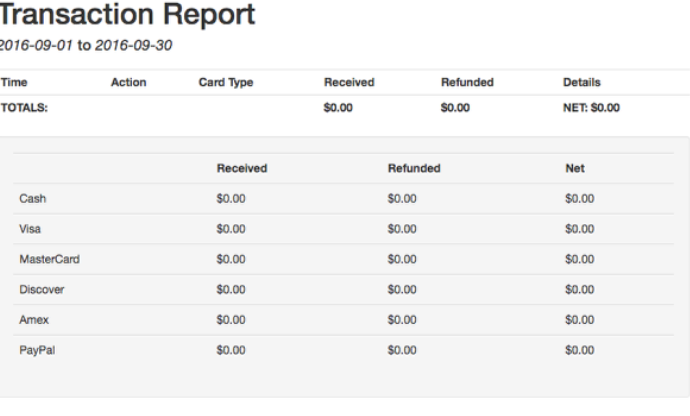 Transaction Report
2016-09-01 to 2016-09-30
Time Action Card Type Received Refunded Details
TOTALS: $0.00 $0.00 NET: $0.00
Received Refunded Net
Cash $0.00 $0.00 $0.00
Visa $0.00 $0.00 $0.00
MasterCard $0.00 $0.00 $0.00
Discover $0.00 $0.00 $0.00
Amex $0.00 $0.00 $0.00
PayPal $0.00 $0.00 $0.00